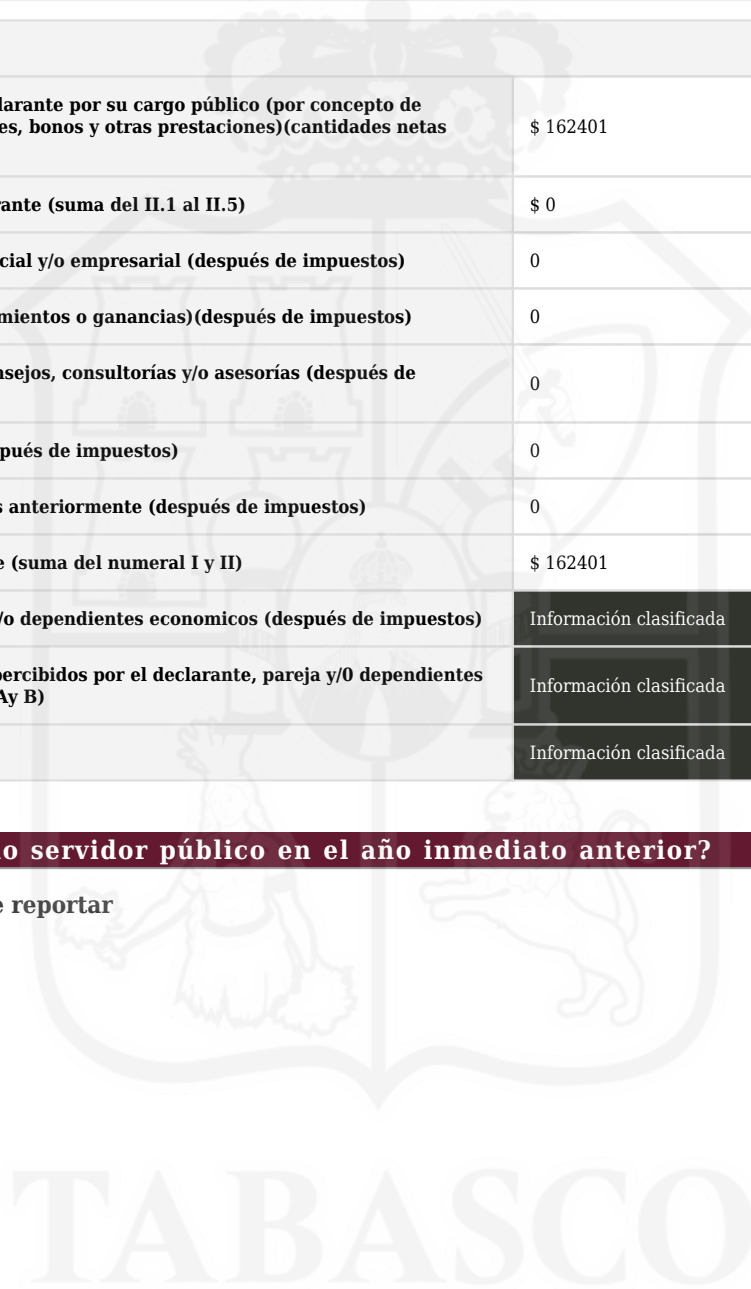 larante por su cargo público (por concepto de
es, bonos y otras prestaciones)(cantidades netas
$ 162401
rante (suma del II.1 al II.5)
$ 0
cial y/o empresarial (después de impuestos)
0
mientos o ganancias)(después de impuestos)
0
nsejos, consultorías y/o asesorías (después de
0
pués de impuestos)
0
s anteriormente (después de impuestos)
0
e (suma del numeral I y II)
$ 162401
/o dependientes economicos (después de impuestos)
Información clasificada
percibidos por el declarante, pareja y/0 dependientes
Ay B)
Información clasificada
Información clasificada
o servidor público en el año inmediato anterior?
e reportar
TABASCO